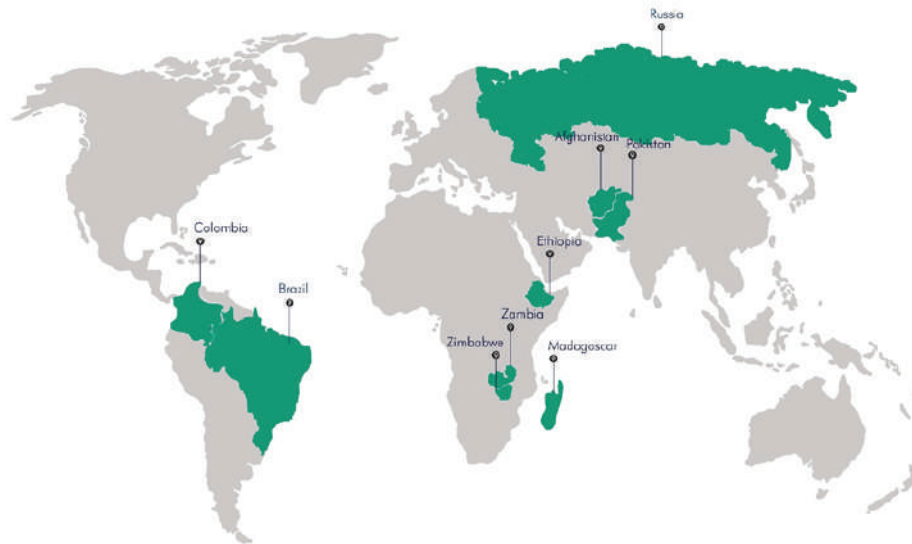 Russia
Afghanistan
Pakistan
Colombia
Ethiopia
Brazil
Zambia
Zimbabwe
Madagascar